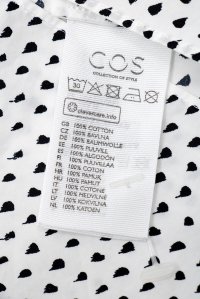 COS
COLLECTION OF STYLE
30
clevercare.info
GB 100% COTTON
CZ 100% BAVLNA
DE 100% BAUMWOLLE
EE 100% PUUVILL
ES 100% ALGODÓN
FI 100% PUUVILLAA
FR 100% COTON
HR 100% PAMUK
HU 100% PAMUT
IT 100% COTONE
LT 100% MEDVILNĖ
LV 100% KOKVILNA
NL 100% KATOEN